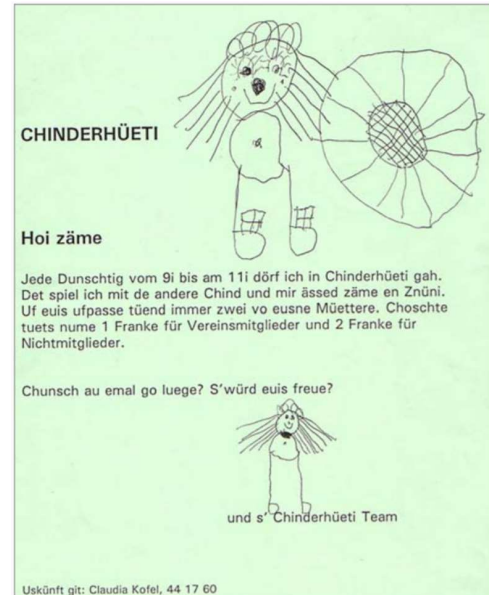 CHINDERHÜETI
Hoi zäme
Jede Dunschtig vom 9i bis am 11i dörf ich in Chinderhüeti gah.
Det spiel ich mit de andere Chind und mir ässed zäme en Znüni.
Uf euis ufpasse tüend immer zwei vo eusne Müettere. Choschte
tuets nume 1 Franke für Vereinsmitglieder und 2 Franke für
Nichtmitglieder.
Chunsch au emal go luege? S'würd euis freue?
und s' Chinderhüeti Team
Uskünft git: Claudia Kofel, 44 17 60